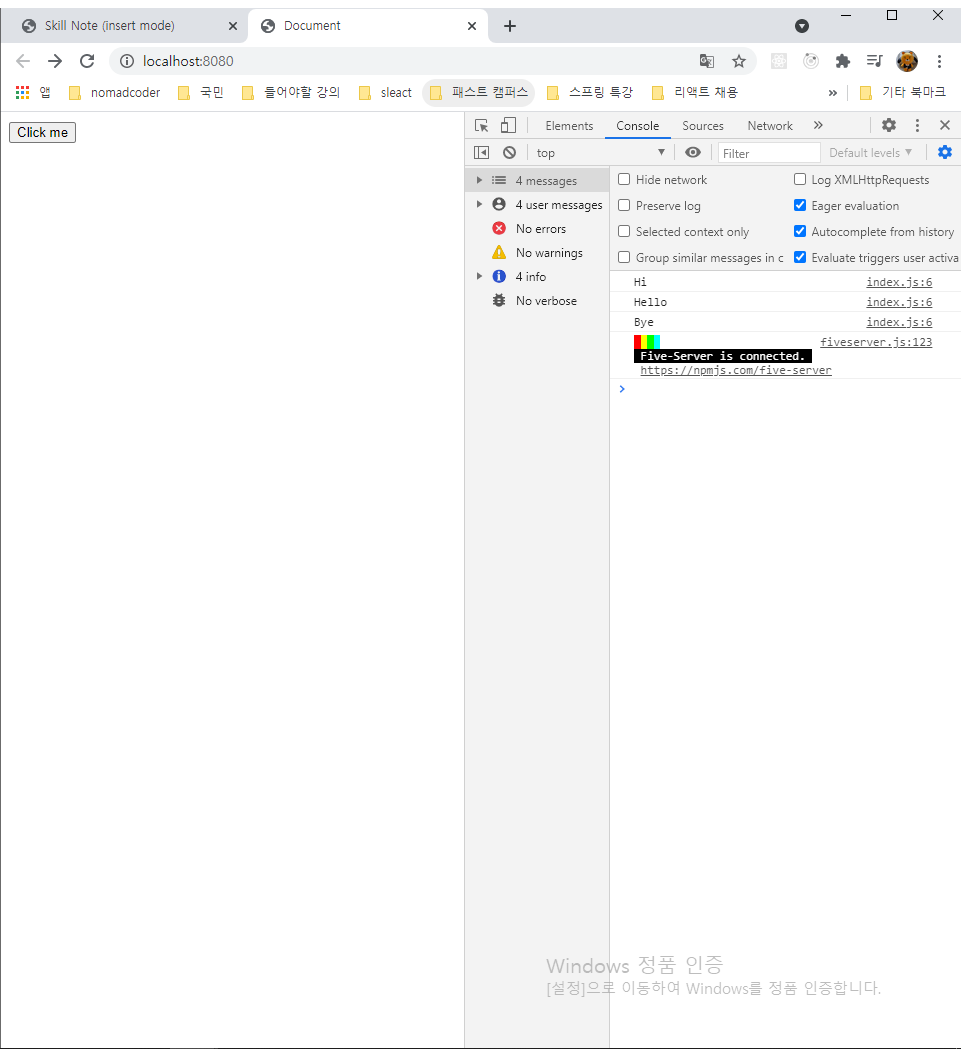 Skill Note (insert mode)
Document
localhost:8080
앱 nomadcoder 국민 들어야할 강의 sleact 패스트 캠퍼스 스프링 특강 리액트 채용 » 기타 북마크
Click me
Elements Console Sources Network »
top Filter Default levels
4 messages
4 user messages
No errors
No warnings
4 info
No verbose
Hide network Log XMLHttpRequests
Preserve log Eager evaluation
Selected context only Autocomplete from history
Group similar messages in c Evaluate triggers user activa
Hi index.js:6
Hello index.js:6
Bye index.js:6
fiveserver.js:123
Five-Server is connected.
https://npmjs.com/five-server
Windows 정품 인증
[설정]으로 이동하여 Windows를 정품 인증합니다.